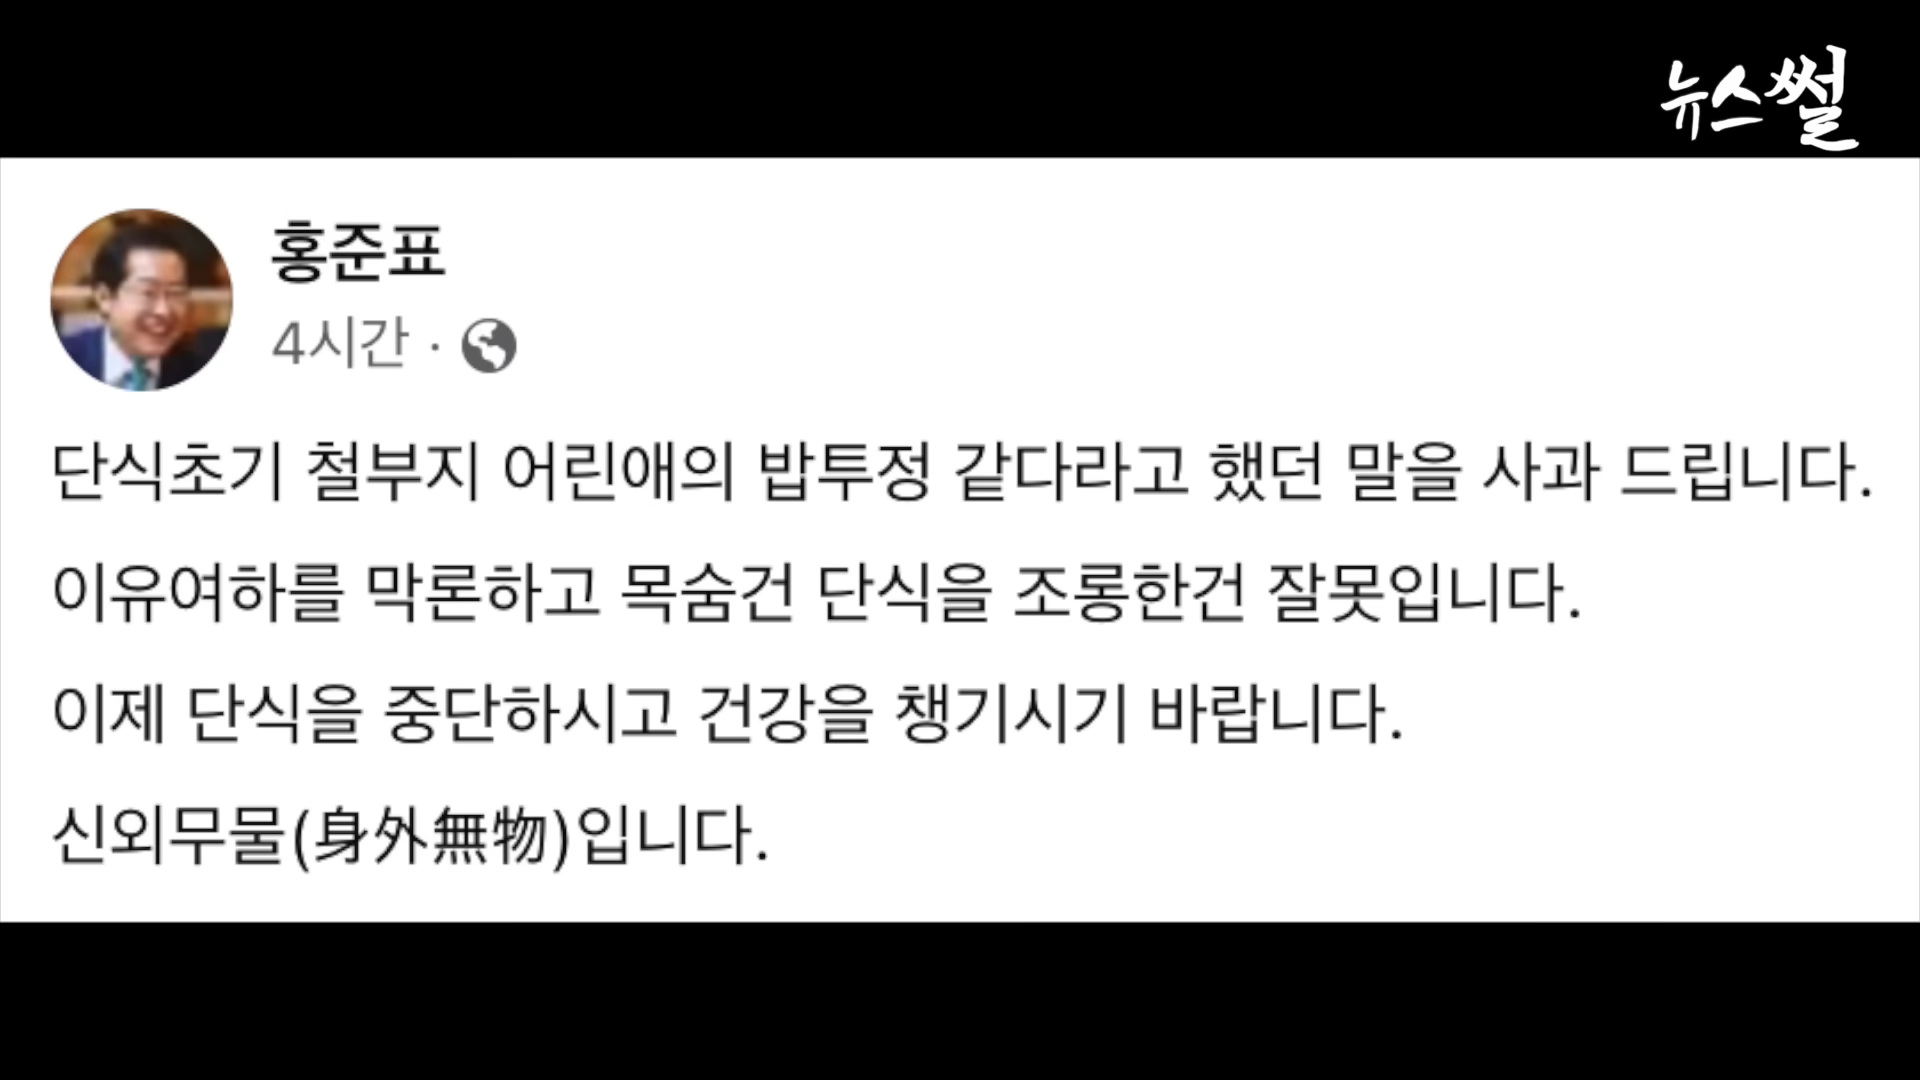 뉴스썰
홍준표
4시간 ·
단식초기 철부지 어린애의 밥투정 같다라고 했던 말을 사과 드립니다.
이유여하를 막론하고 목숨건 단식을 조롱한건 잘못입니다.
이제 단식을 중단하시고 건강을 챙기시기 바랍니다.
신외무물(身外無物)입니다.